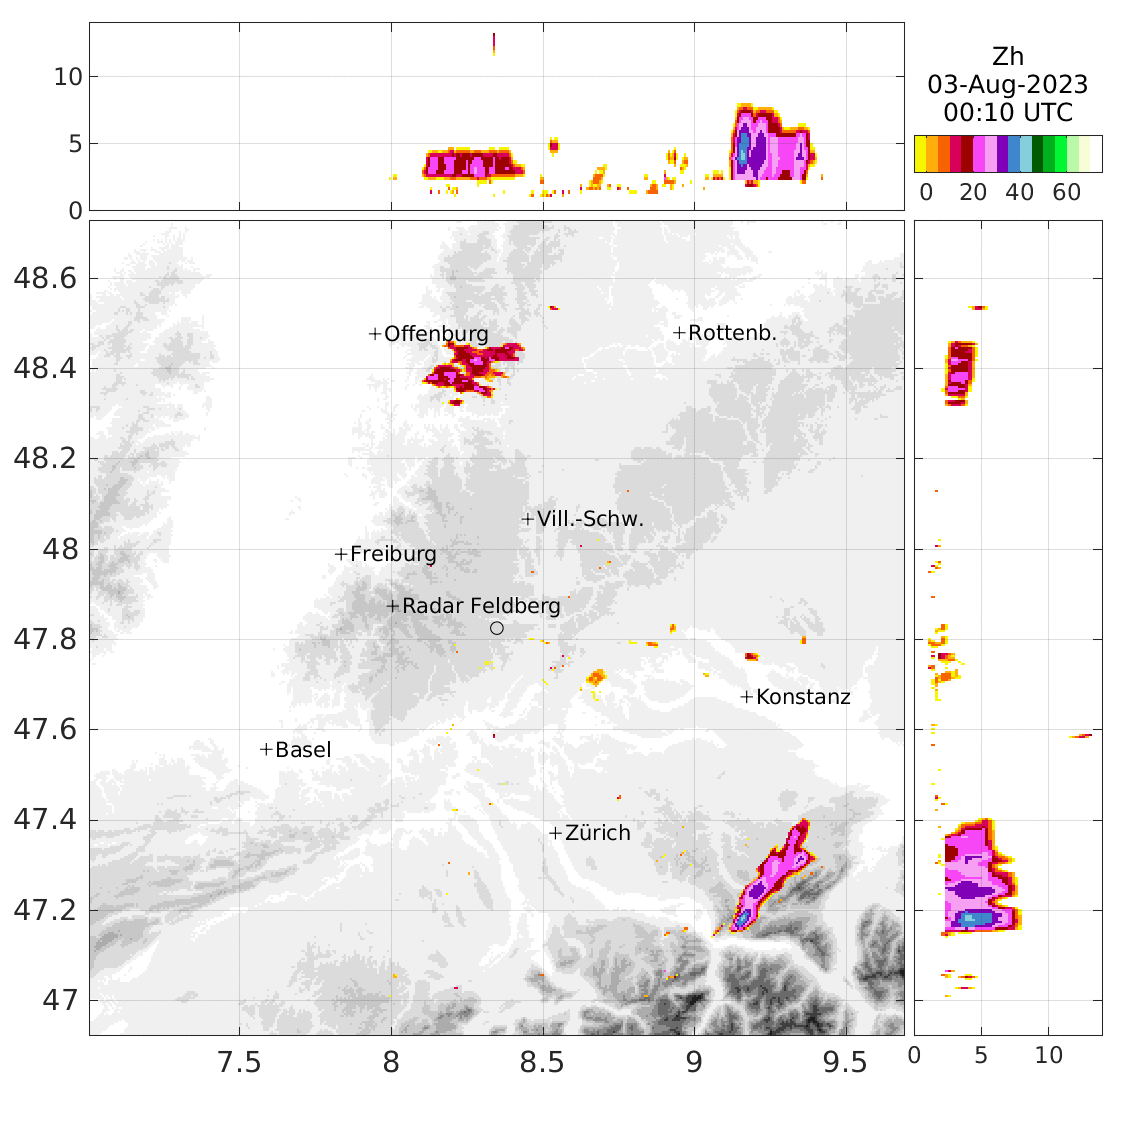 Zh
03-Aug-2023
00:10 UTC
0 20 40 60
10
5
0
48.6
48.4
48.2
48
47.8
47.6
47.4
47.2
47
Offenburg
Rottenb.
Vill.-Schw.
Freiburg
Radar Feldberg
Konstanz
Basel
Zürich
7.5 8 8.5 9 9.5
0 5 10